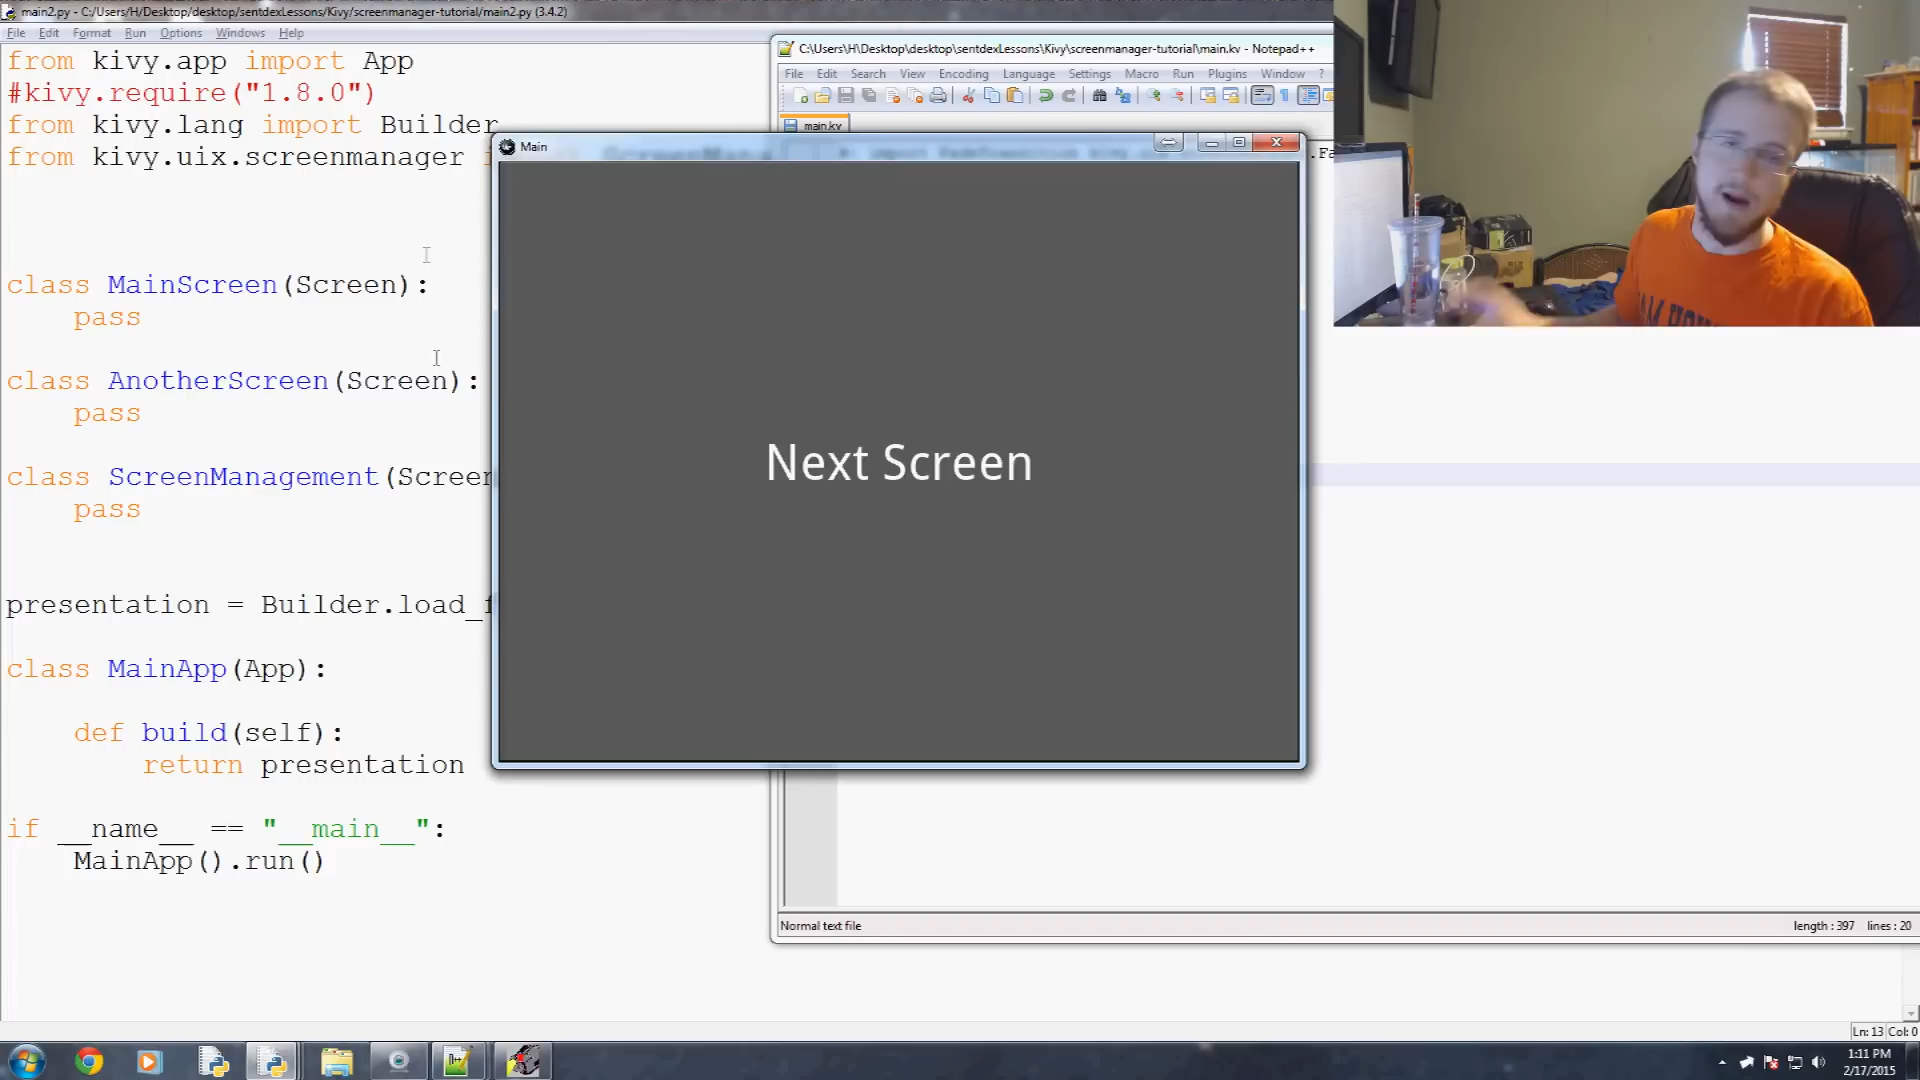 main2.py - C:/Users/H/Desktop/desktop/sentdexLessons/Kivy/screenmanager-tutorial/main2.py (3.4.2)
File Edit Format Run Options Windows Help
from kivy.app import App
#kivy.require("1.8.0")
from kivy.lang import Builder
from kivy.uix.screenmanager
class MainScreen(Screen):
pass
class AnotherScreen(Screen):
pass
class ScreenManagement(Screen
pass
presentation = Builder.load_
class MainApp(App):
def build(self):
return presentation
if __name__ == "__main__":
MainApp().run()
C:\Users\H\Desktop\desktop\sentdexLessons\Kivy\screenmanager-tutorial\main.kv - Notepad++
File Edit Search View Encoding Language Settings Macro Run Plugins Window ?
main.kv
Main
Next Screen
Normal text file
length : 397 lines : 20
Ln: 13 Col: 0
1:11 PM
2/17/2015